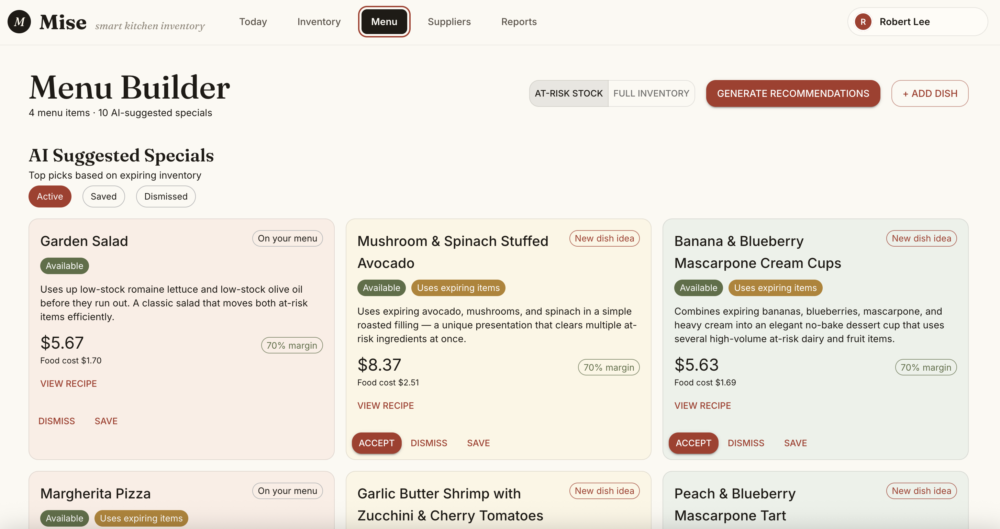 M Mise smart kitchen inventory Today Inventory Menu Suppliers Reports R Robert Lee
Menu Builder
4 menu items · 10 AI-suggested specials
AT-RISK STOCK FULL INVENTORY GENERATE RECOMMENDATIONS + ADD DISH
AI Suggested Specials
Top picks based on expiring inventory
Active Saved Dismissed
Garden Salad On your menu
Available
Uses up low-stock romaine lettuce and low-stock olive oil
before they run out. A classic salad that moves both at-risk
items efficiently.
$5.67 70% margin
Food cost $1.70
VIEW RECIPE
DISMISS SAVE
Mushroom & Spinach Stuffed New dish idea
Avocado
Available Uses expiring items
Uses expiring avocado, mushrooms, and spinach in a simple
roasted filling — a unique presentation that clears multiple at-
risk ingredients at once.
$8.37 70% margin
Food cost $2.51
VIEW RECIPE
ACCEPT DISMISS SAVE
Banana & Blueberry New dish idea
Mascarpone Cream Cups
Available Uses expiring items
Combines expiring bananas, blueberries, mascarpone, and
heavy cream into an elegant no-bake dessert cup that uses
several high-volume at-risk dairy and fruit items.
$5.63 70% margin
Food cost $1.69
VIEW RECIPE
ACCEPT DISMISS SAVE
Margherita Pizza On your menu
Available Uses expiring items
Garlic Butter Shrimp with New dish idea
Zucchini & Cherry Tomatoes
Peach & Blueberry New dish idea
Mascarpone Tart